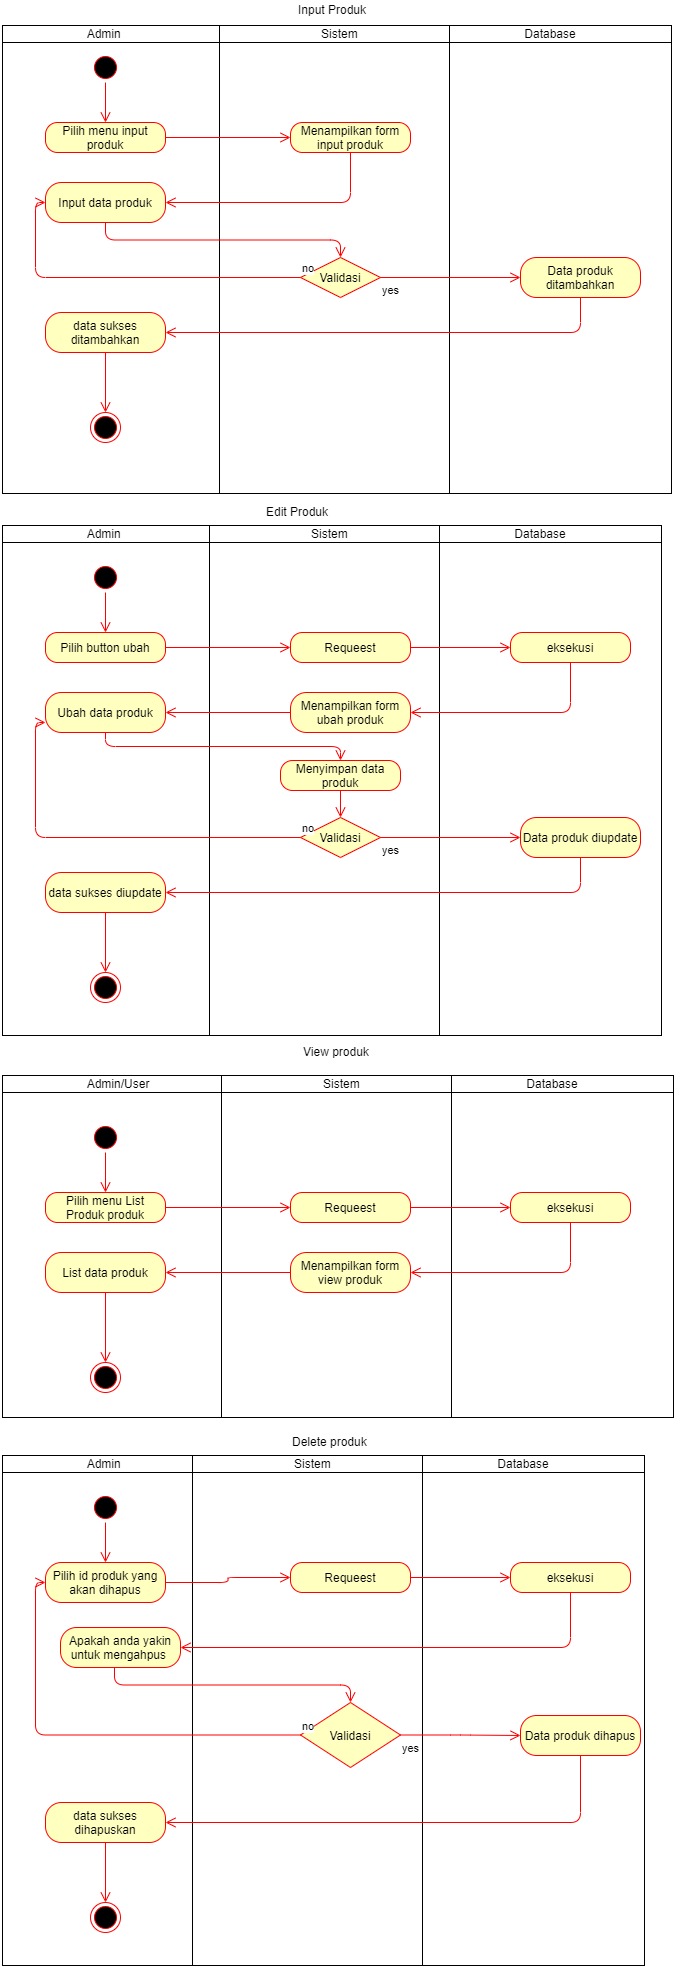 Input Produk
Admin
Sistem
Database
Pilih menu input
produk
Menampilkan form
input produk
Input data produk
no
Validasi
yes
Data produk
ditambahkan
data sukses
ditambahkan
Edit Produk
Admin
Sistem
Database
Pilih button ubah
Requeest
eksekusi
Ubah data produk
Menampilkan form
ubah produk
Menyimpan data
produk
no
Validasi
yes
Data produk diupdate
data sukses diupdate
View produk
Admin/User
Sistem
Database
Pilih menu List
Produk produk
Requeest
eksekusi
List data produk
Menampilkan form
view produk
Delete produk
Admin
Sistem
Database
Pilih id produk yang
akan dihapus
Requeest
eksekusi
Apakah anda yakin
untuk mengahpus
no
Validasi
yes
Data produk dihapus
data sukses
dihapuskan